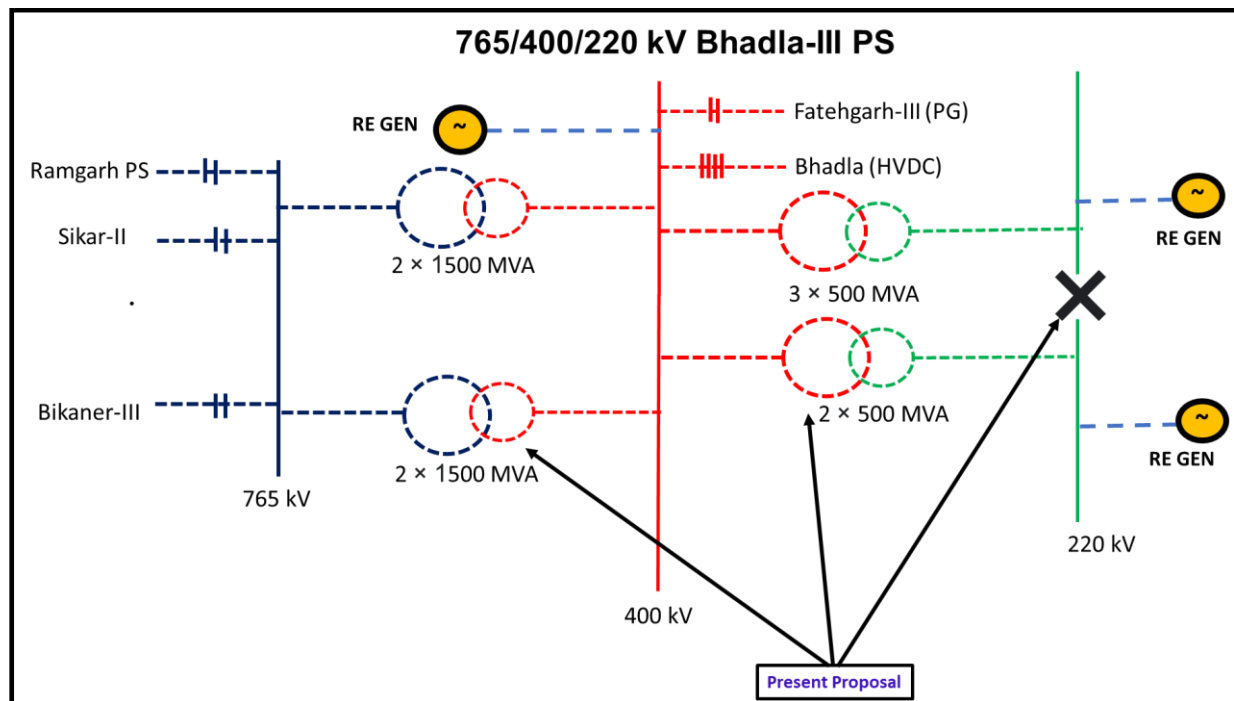 765/400/220 kV Bhadla-III PS
Fatehgarh-III (PG)
RE GEN
~
Ramgarh PS
Bhadla (HVDC)
~
Sikar-II
RE GEN
2 × 1500 MVA
3 × 500 MVA
Bikaner-III
2 × 500 MVA
~
2 × 1500 MVA
RE GEN
765 kV
220 kV
400 kV
Present Proposal